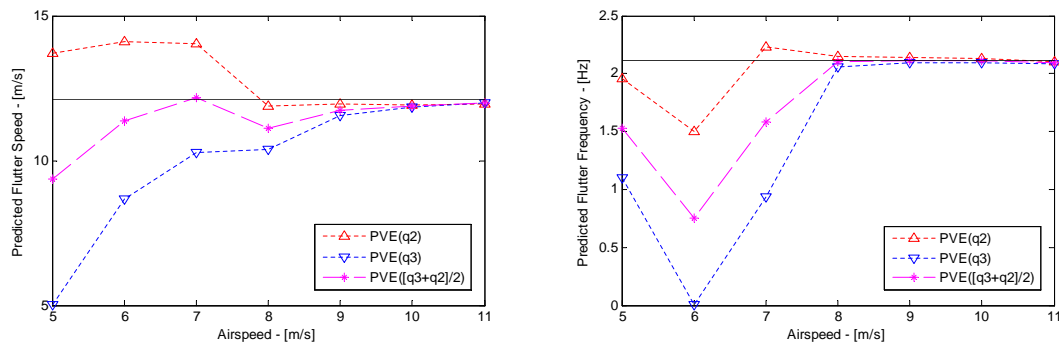 15
10
5
Predicted Flutter Speed - [m/s]
PVE(q2)
PVE(q3)
PVE([q3+q2]/2)
5 6 7 8 9 10 11
Airspeed - [m/s]
2.5
2
1.5
1
0.5
0
Predicted Flutter Frequency - [Hz]
PVE(q2)
PVE(q3)
PVE([q3+q2]/2)
5 6 7 8 9 10 11
Airspeed - [m/s]